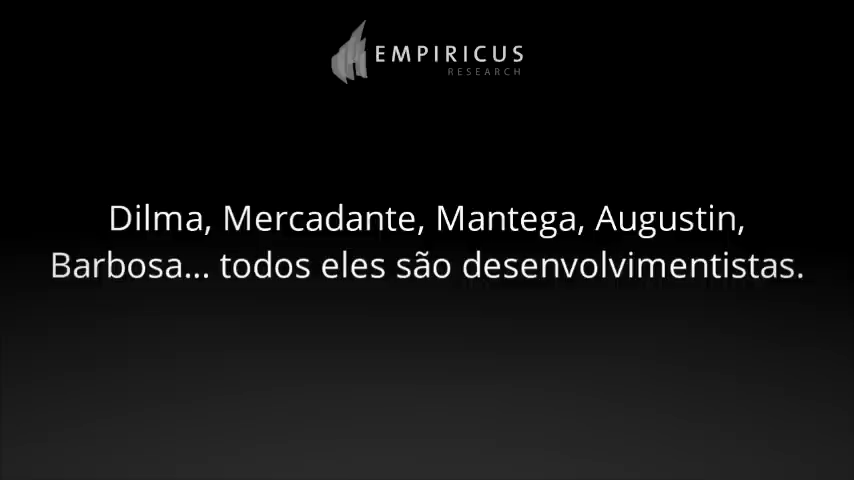 EMPIRICUS
RESEARCH
Dilma, Mercadante, Mantega, Augustin,
Barbosa... todos eles são desenvolvimentistas.